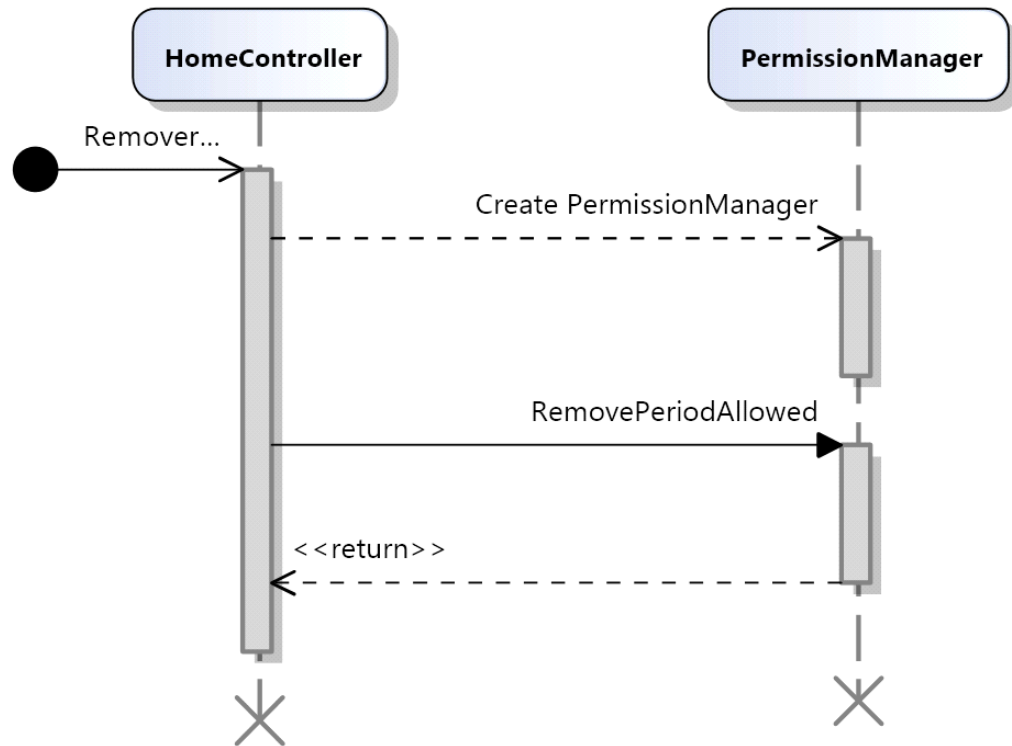 HomeController
PermissionManager
Remover...
Create PermissionManager
RemovePeriodAllowed
<<return>>